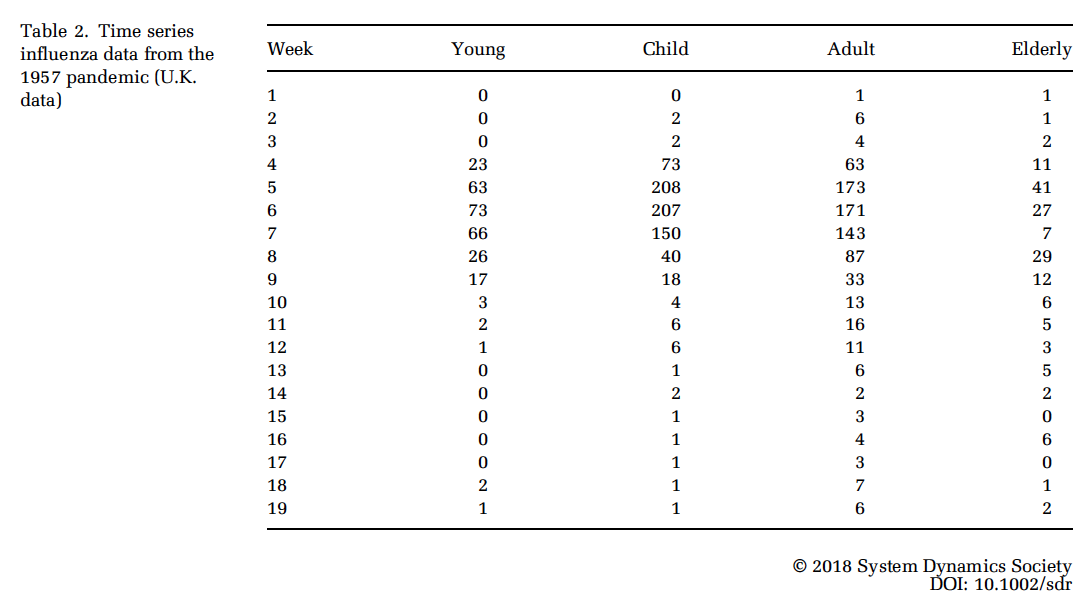 Table 2. Time series
influenza data from the
1957 pandemic (U.K.
data)
Week Young Child Adult Elderly
1 0 0 1 1
2 0 2 6 1
3 0 2 4 2
4 23 73 63 11
5 63 208 173 41
6 73 207 171 27
7 66 150 143 7
8 26 40 87 29
9 17 18 33 12
10 3 4 13 6
11 2 6 16 5
12 1 6 11 3
13 0 1 6 5
14 0 2 2 2
15 0 1 3 0
16 0 1 4 6
17 0 1 3 0
18 2 1 7 1
19 1 1 6 2
© 2018 System Dynamics Society
DOI: 10.1002/sdr